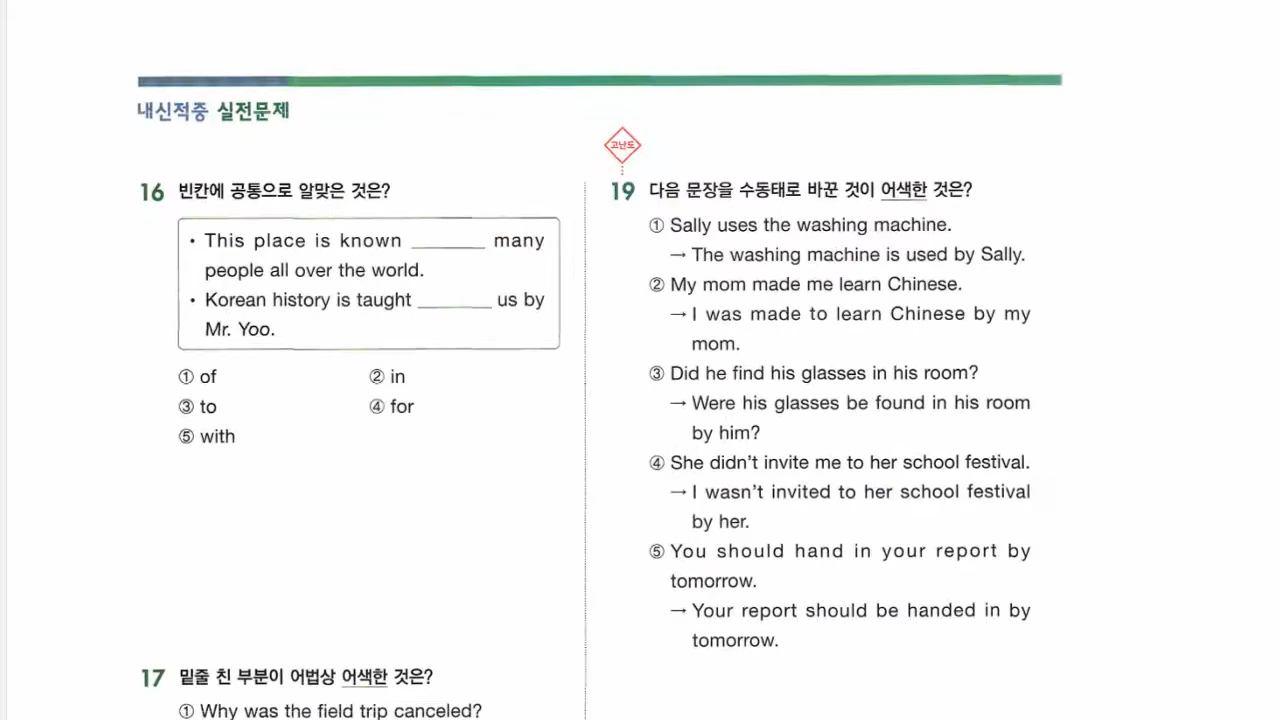 내신적중 실전문제
16 빈칸에 공통으로 알맞은 것은?
• This place is known ______ many
people all over the world.
• Korean history is taught ______ us by
Mr. Yoo.
① of ② in
③ to ④ for
⑤ with
17 밑줄 친 부분이 어법상 어색한 것은?
① Why was the field trip canceled?
고난도
19 다음 문장을 수동태로 바꾼 것이 어색한 것은?
① Sally uses the washing machine.
→ The washing machine is used by Sally.
② My mom made me learn Chinese.
→ I was made to learn Chinese by my
mom.
③ Did he find his glasses in his room?
→ Were his glasses be found in his room
by him?
④ She didn't invite me to her school festival.
→ I wasn't invited to her school festival
by her.
⑤ You should hand in your report by
tomorrow.
→ Your report should be handed in by
tomorrow.